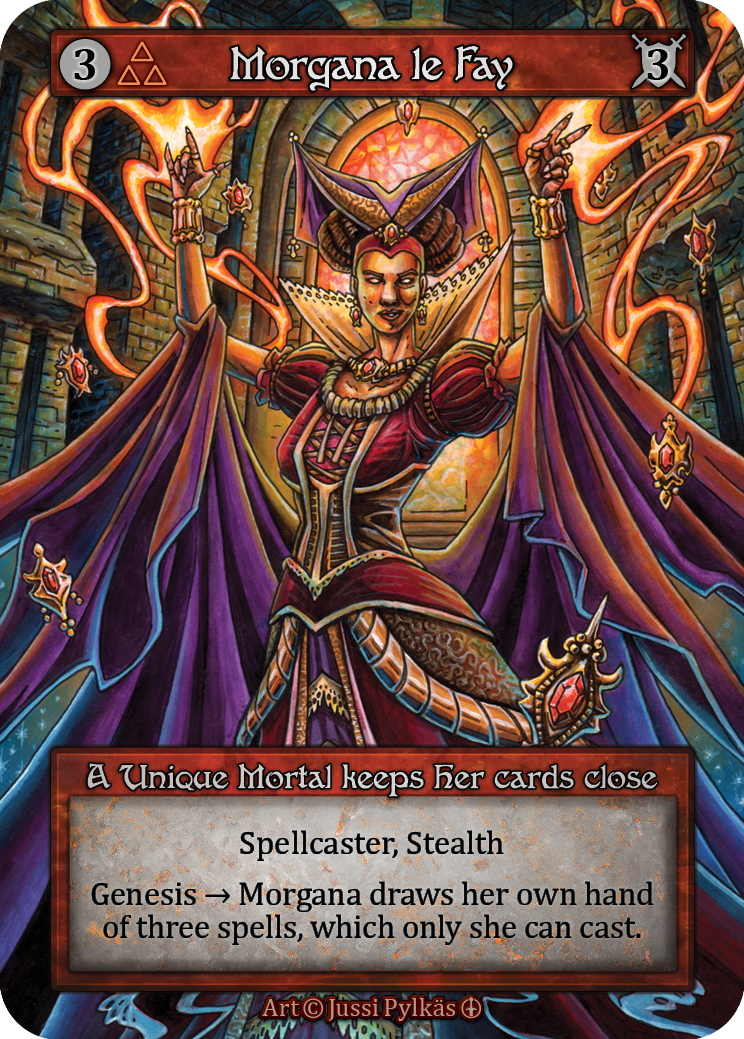 3 Morgana le Fay 3
A Unique Mortal keeps her cards close
Spellcaster, Stealth
Genesis → Morgana draws her own hand
of three spells, which only she can cast.
Art © Jussi Pylkäs